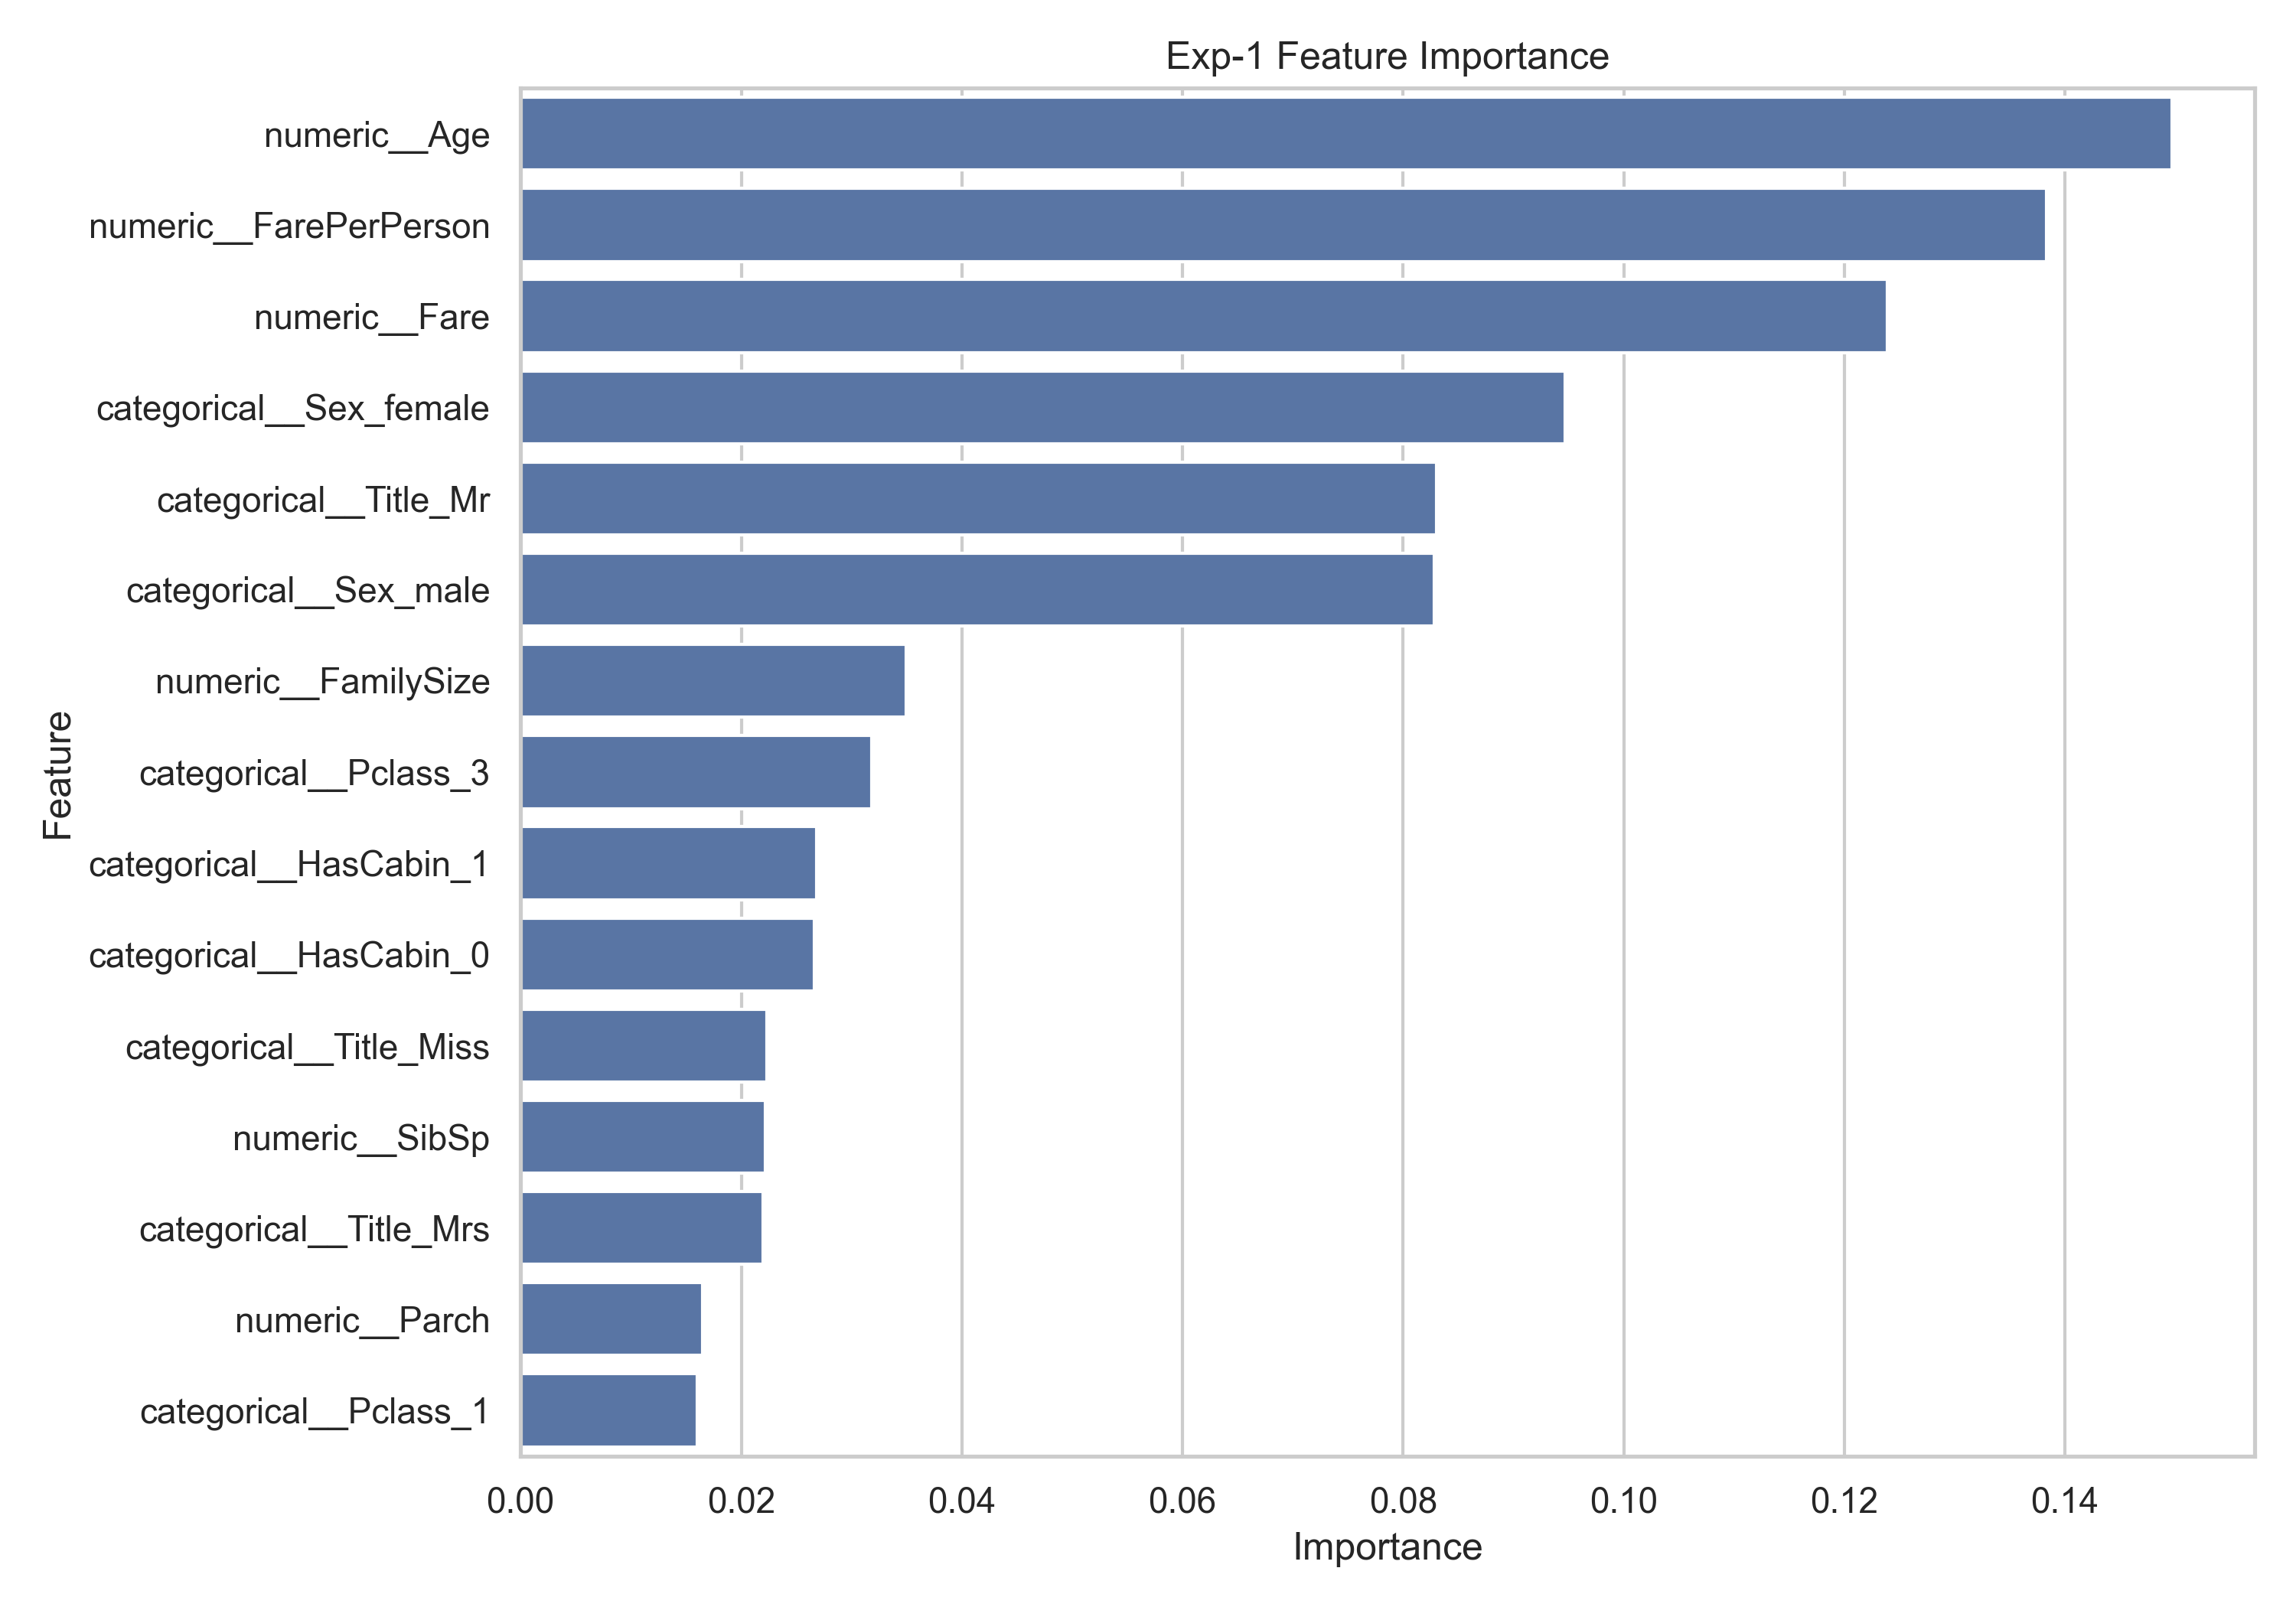 Exp-1 Feature Importance
numeric__Age
numeric__FarePerPerson
numeric__Fare
categorical__Sex_female
categorical__Title_Mr
categorical__Sex_male
numeric__FamilySize
categorical__Pclass_3
categorical__HasCabin_1
categorical__HasCabin_0
categorical__Title_Miss
numeric__SibSp
categorical__Title_Mrs
numeric__Parch
categorical__Pclass_1
Feature
0.00 0.02 0.04 0.06 0.08 0.10 0.12 0.14
Importance